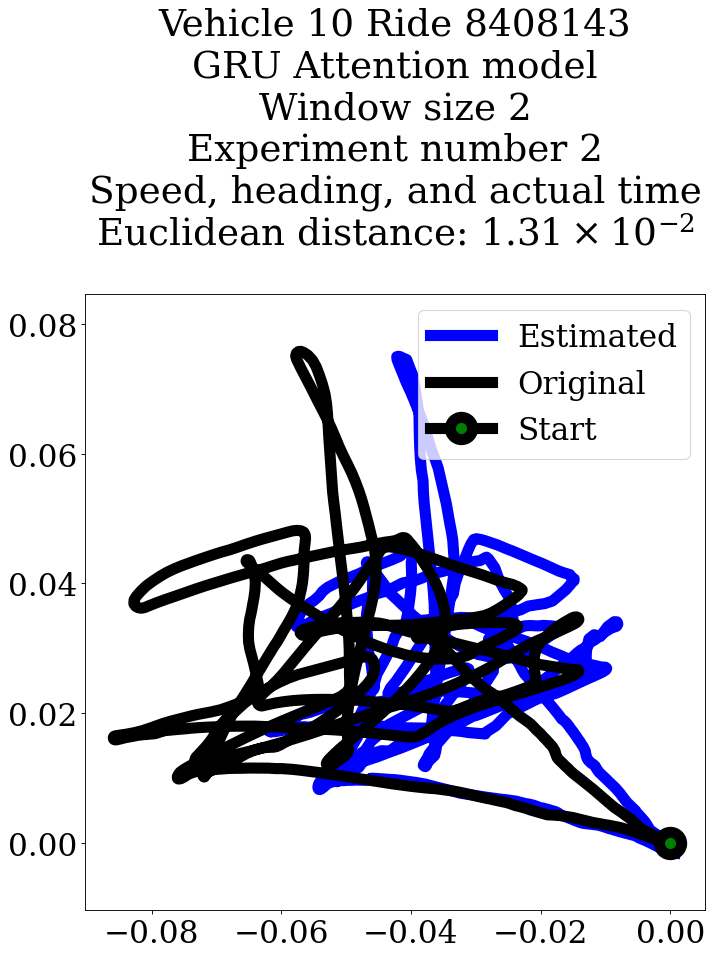 Vehicle 10 Ride 8408143
GRU Attention model
Window size 2
Experiment number 2
Speed, heading, and actual time
Euclidean distance: 1.31 × 10⁻²
Estimated
Original
Start
0.08
0.06
0.04
0.02
0.00
−0.08
−0.06
−0.04
−0.02
0.00